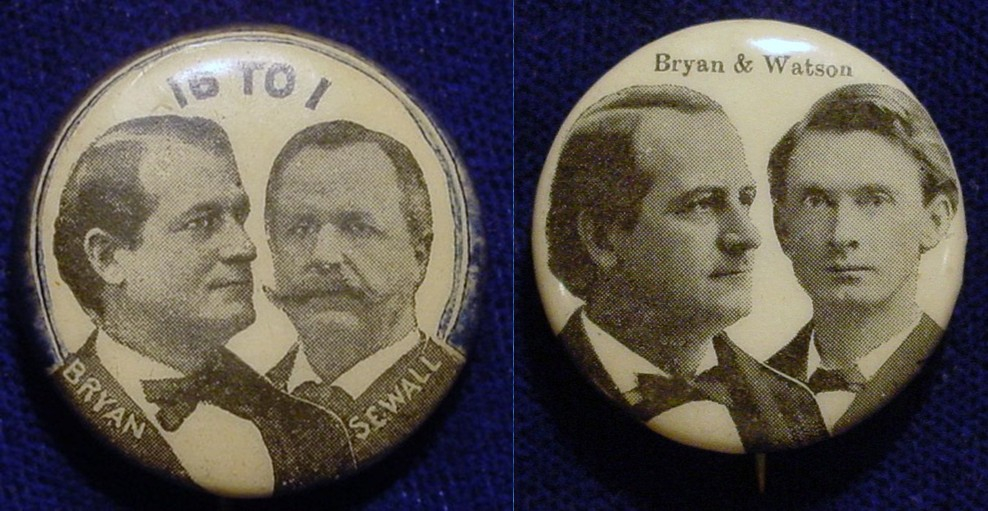 16 TO 1
BRYAN
SEWALL
Bryan & Watson